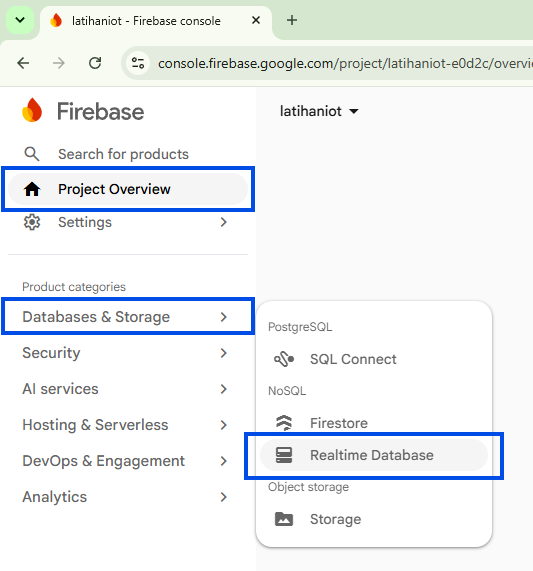 latihaniot - Firebase console
console.firebase.google.com/project/latihaniot-e0d2c/overvi
Firebase
latihaniot
Search for products
Project Overview
Settings
Product categories
Databases & Storage
Security
AI services
Hosting & Serverless
DevOps & Engagement
Analytics
PostgreSQL
SQL Connect
NoSQL
Firestore
Realtime Database
Object storage
Storage